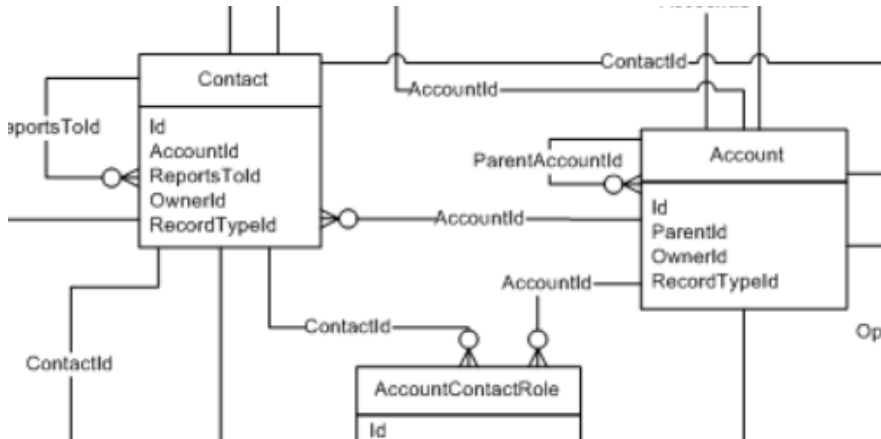 ContactId
Contact
AccountId
Id
AccountId
ReportsToId
OwnerId
RecordTypeId
ParentAccountId
Account
Id
ParentId
OwnerId
RecordTypeId
AccountId
AccountId
ContactId
ContactId
AccountContactRole
Id